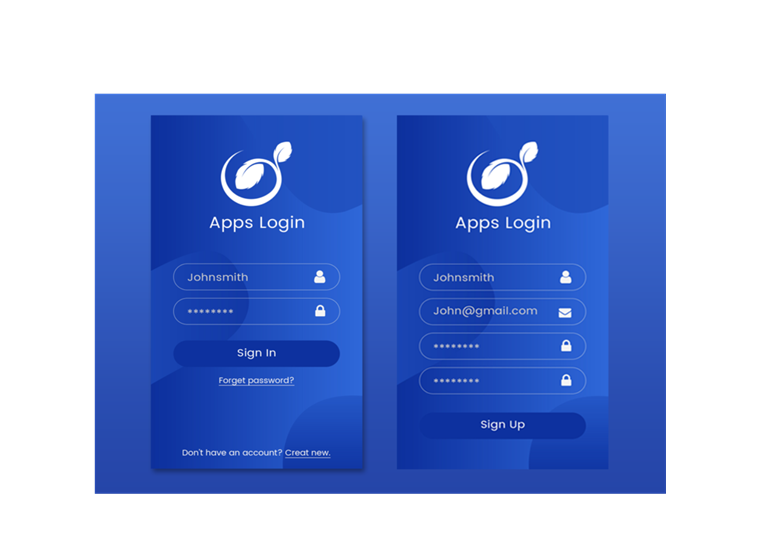 Apps Login
Johnsmith
********
Sign In
Forget password?
Don't have an account? Creat new.
Apps Login
Johnsmith
John@gmail.com
********
********
Sign Up